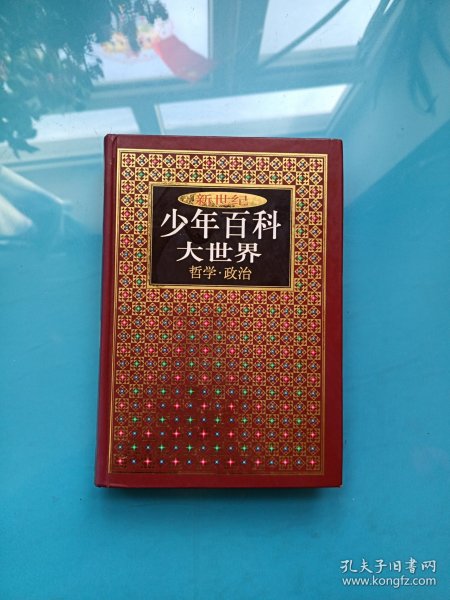 新世纪
少年百科
大世界
哲学·政治
孔夫子旧书网
www.kongfz.com